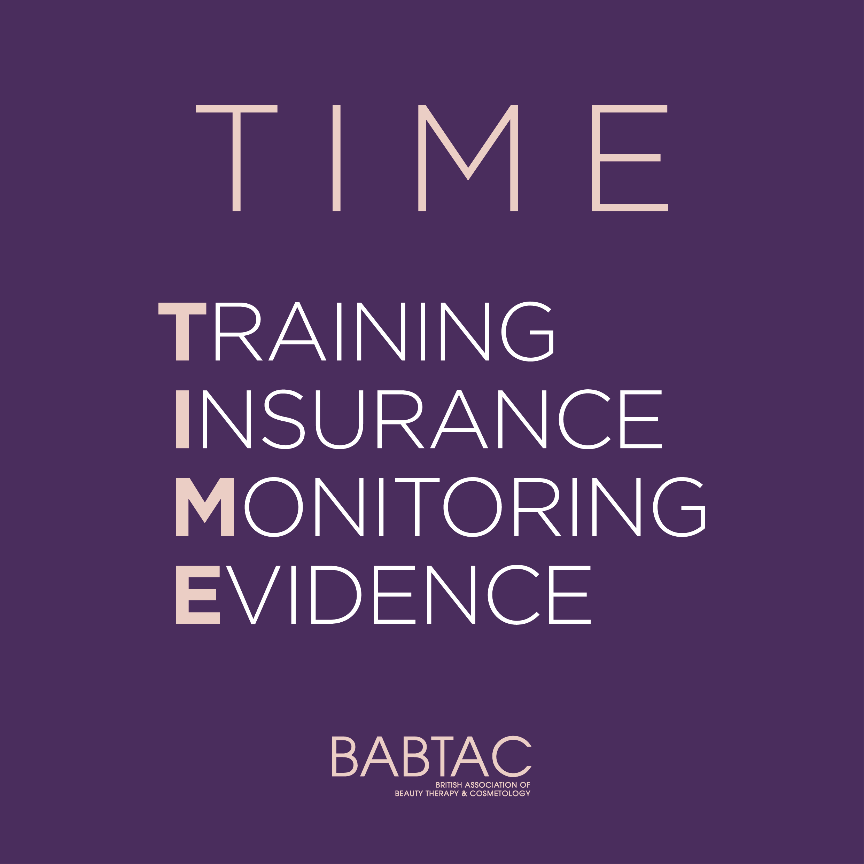 TIME
TRAINING
INSURANCE
MONITORING
EVIDENCE
BABTAC
BRITISH ASSOCIATION OF
BEAUTY THERAPY & COSMETOLOGY